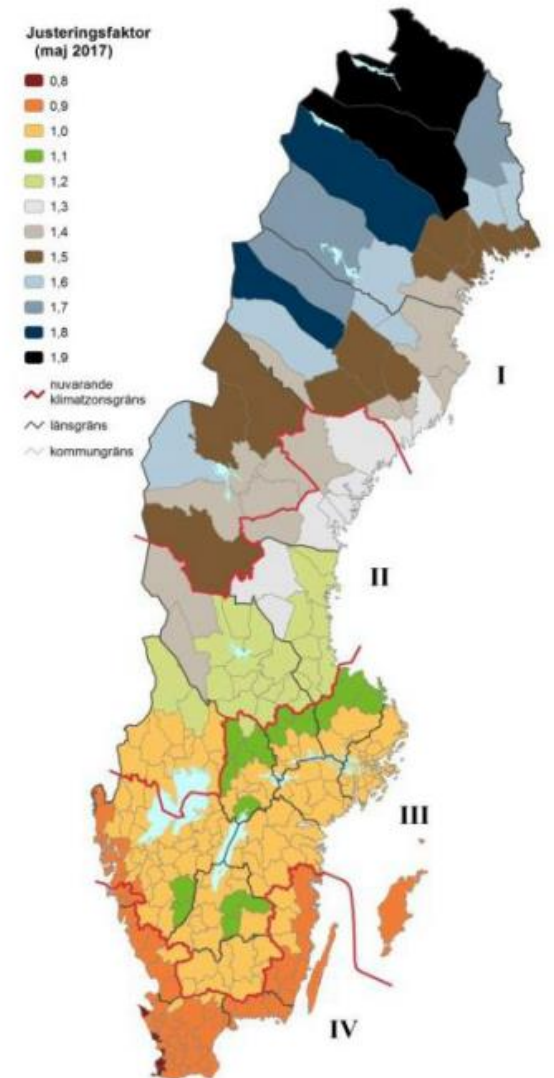 Justeringsfaktor
(maj 2017)
0,8
0,9
1,0
1,1
1,2
1,3
1,4
1,5
1,6
1,7
1,8
1,9
nuvarande
klimatzonsgräns
länsgräns
kommungräns
I
II
III
IV